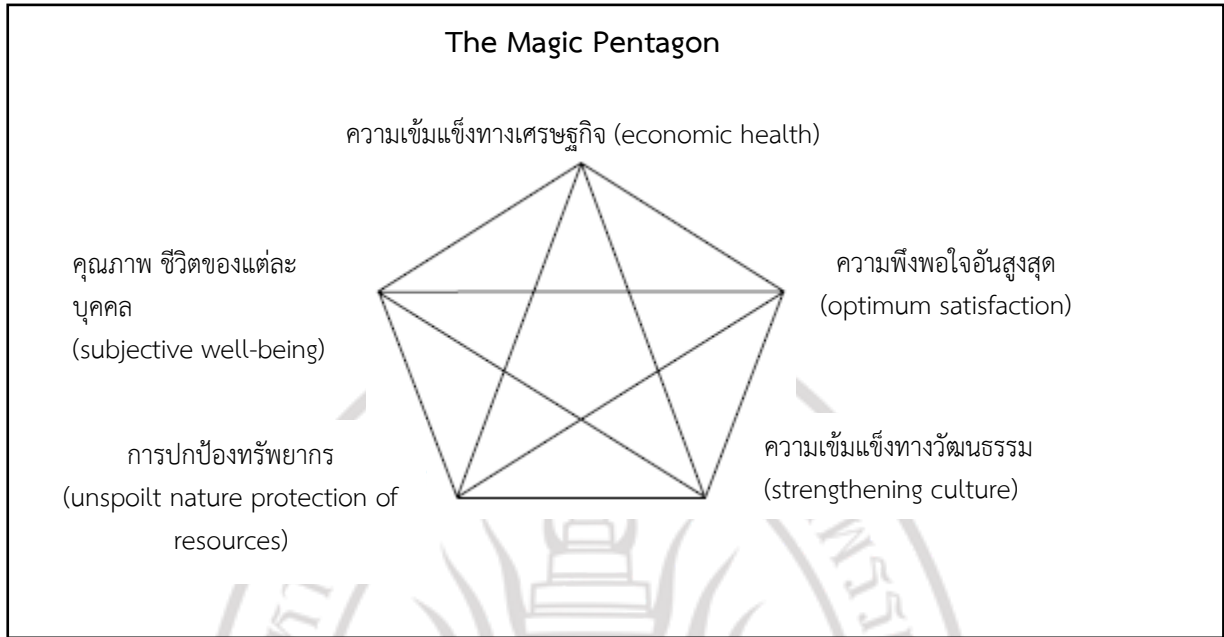 The Magic Pentagon
ความเข้มแข็งทางเศรษฐกิจ (economic health)
คุณภาพ ชีวิตของแต่ละ
บุคคล
(subjective well-being)
ความพึงพอใจอันสูงสุด
(optimum satisfaction)
การปกป้องทรัพยากร
(unspoilt nature protection of
resources)
ความเข้มแข็งทางวัฒนธรรม
(strengthening culture)